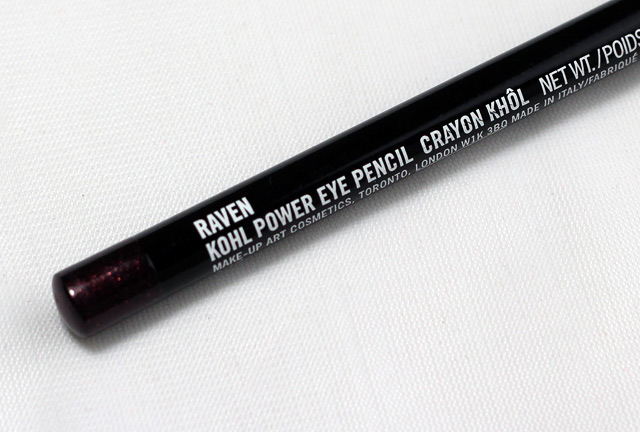 RAVEN
KOHL POWER EYE PENCIL CRAYON KHÔL NET WT./POIDS
MAKE-UP ART COSMETICS, TORONTO, LONDON W1K 3BQ MADE IN ITALY/FABRIQUÉ